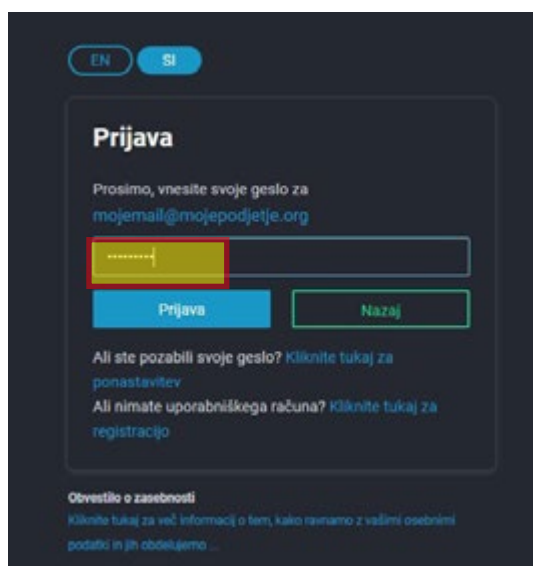 EN SI
Prijava
Prosimo, vnesite svoje geslo za
mojemail@mojepodjetje.org
Prijava Nazaj
Ali ste pozabili svoje geslo? Kliknite tukaj za
ponastavitev
Ali nimate uporabniškega računa? Kliknite tukaj za
registracijo
Obvestilo o zasebnosti
Kliknite tukaj za več informacij o tem, kako ravnamo z vašimi osebnimi
podatki in jih obdelujemo ...